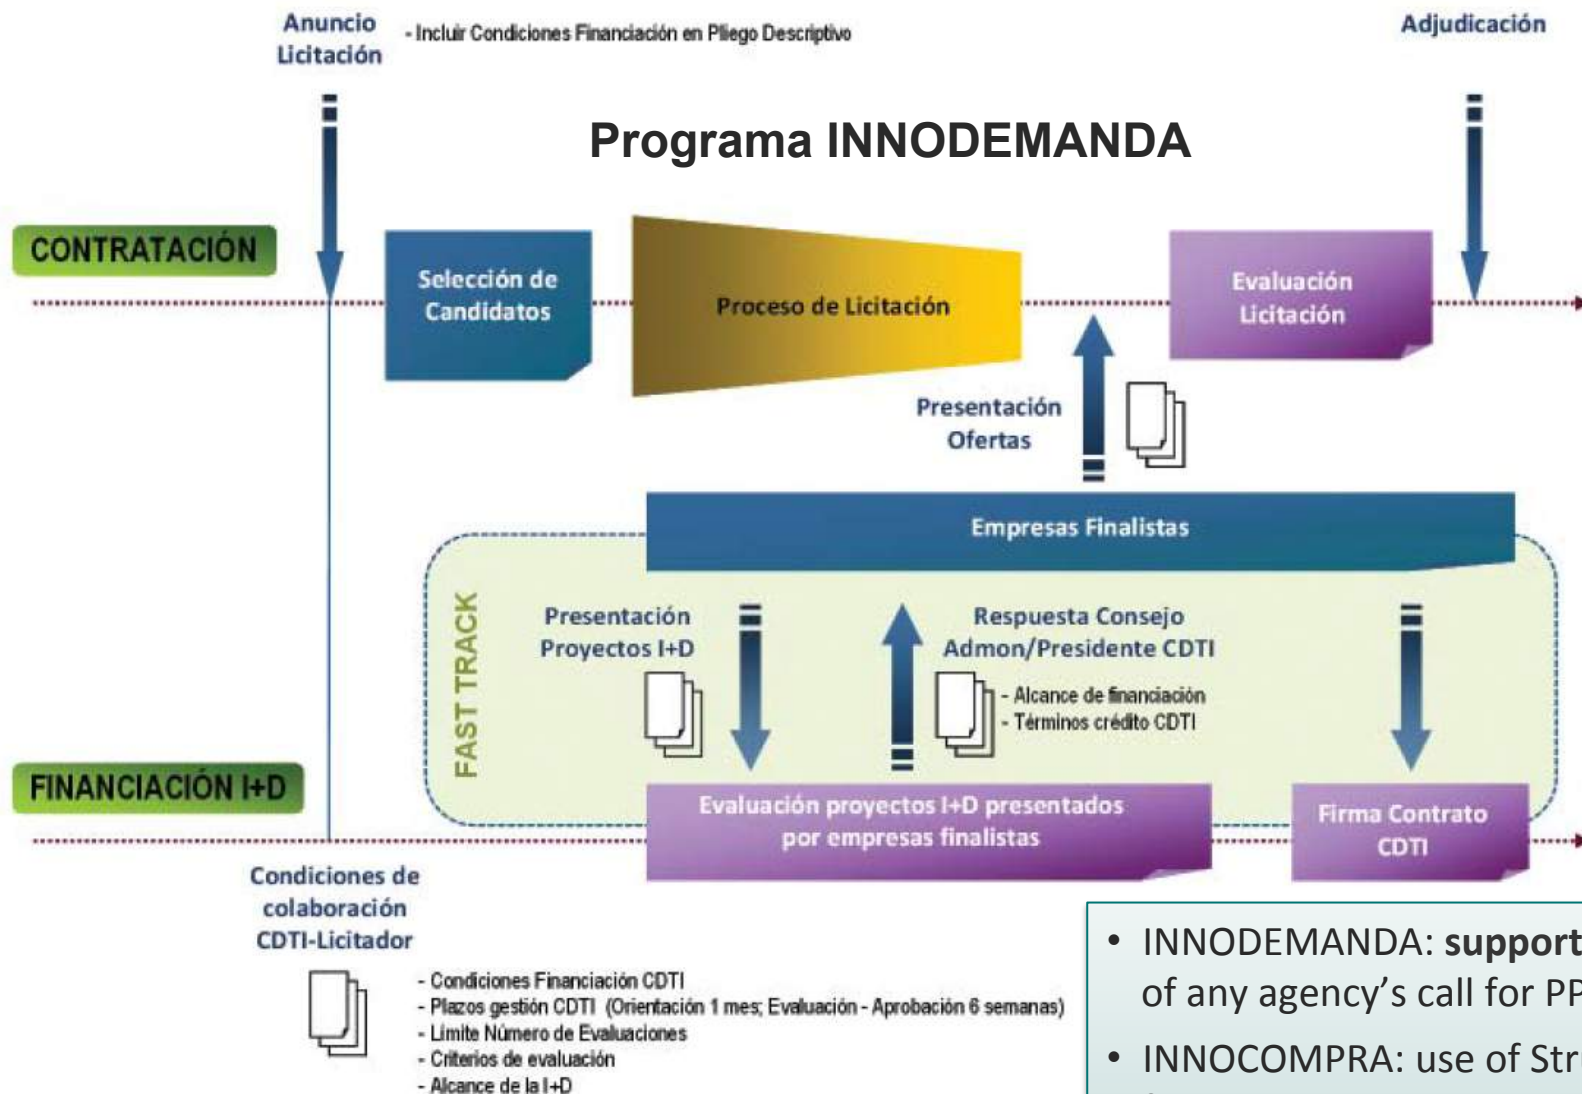 Anuncio
Licitación
- Incluir Condiciones Financiación en Pliego Descriptivo
Adjudicación
Programa INNODEMANDA
CONTRATACIÓN
Selección de
Candidatos
Proceso de Licitación
Evaluación
Licitación
Presentación
Ofertas
Empresas Finalistas
FAST TRACK
Presentación
Proyectos I+D
Respuesta Consejo
Admon/Presidente CDTI
- Alcance de financiación
- Términos crédito CDTI
FINANCIACIÓN I+D
Evaluación proyectos I+D presentados
por empresas finalistas
Firma Contrato
CDTI
Condiciones de
colaboración
CDTI-Licitador
- Condiciones Financiación CDTI
- Plazos gestión CDTI (Orientación 1 mes; Evaluación - Aprobación 6 semanas)
- Límite Número de Evaluaciones
- Criterios de evaluación
- Alcance de la I+D
• INNODEMANDA: support
of any agency's call for PP
• INNOCOMPRA: use of Str